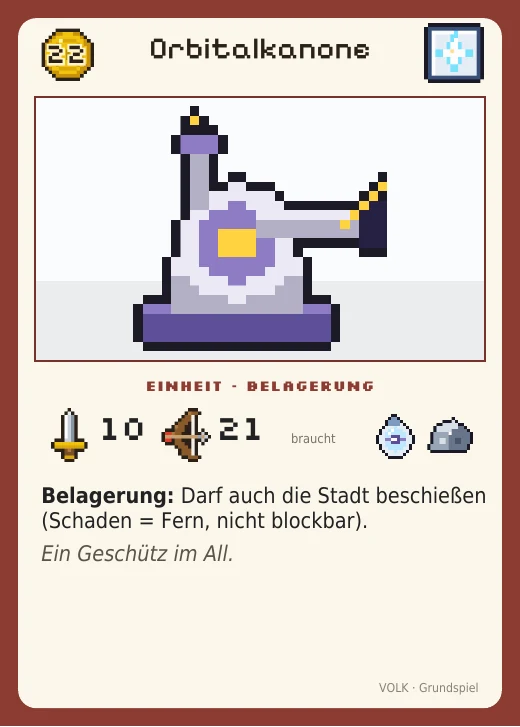 22
Orbitalkanone
EINHEIT - BELAGERUNG
10 21 braucht
Belagerung: Darf auch die Stadt beschießen
(Schaden = Fern, nicht blockbar).
Ein Geschütz im All.
VOLK · Grundspiel